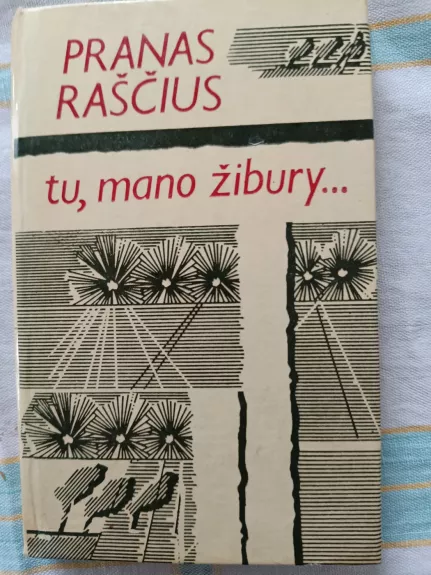 PRANAS
RAŠČIUS
tu, mano žibury...